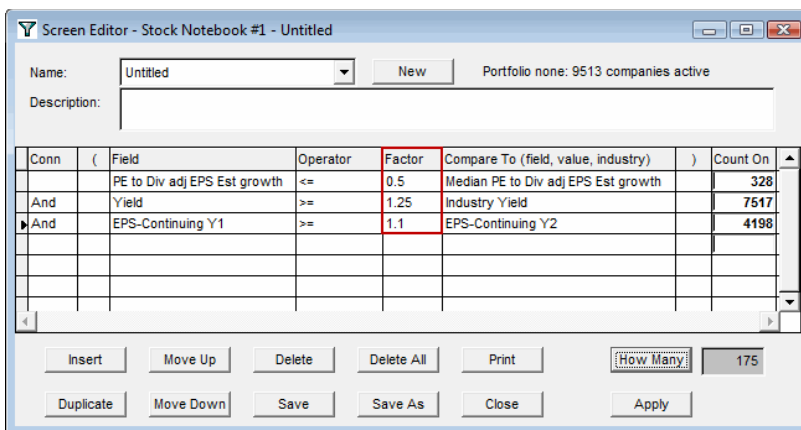 Screen Editor - Stock Notebook #1 - Untitled
Name: Untitled New Portfolio none: 9513 companies active
Description:
Conn ( Field Operator Factor Compare To (field, value, industry) ) Count On
PE to Div adj EPS Est growth <= 0.5 Median PE to Div adj EPS Est growth 328
And Yield >= 1.25 Industry Yield 7517
And EPS-Continuing Y1 >= 1.1 EPS-Continuing Y2 4198
Insert Move Up Delete Delete All Print How Many 175
Duplicate Move Down Save Save As Close Apply